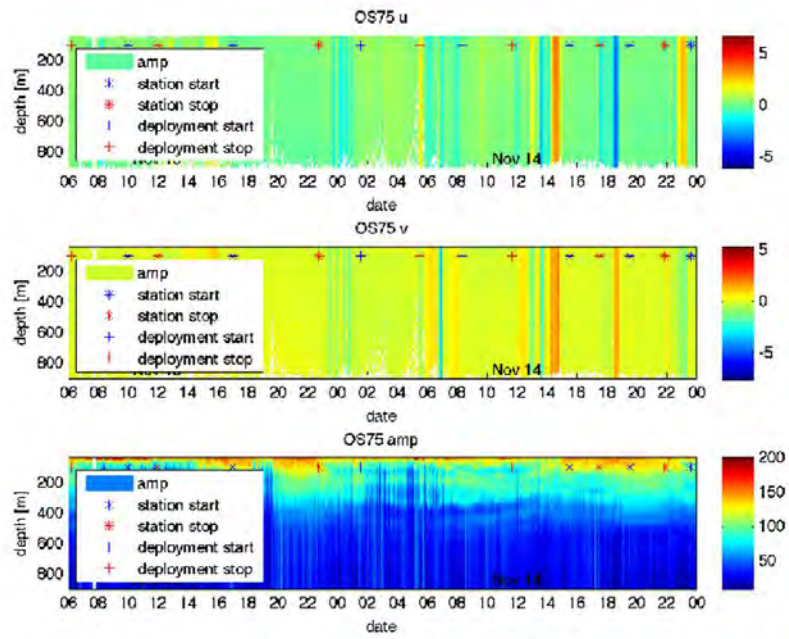 OS75 u
depth [m]
200
400
600
800
amp
station start
station stop
deployment start
deployment stop
Nov 14
06 08 10 12 14 16 18 20 22 00 02 04 06 08 10 12 14 16 18 20 22 00
date
5
0
-5
OS75 v
depth [m]
200
400
600
800
amp
station start
station stop
deployment start
deployment stop
Nov 14
06 08 10 12 14 16 18 20 22 00 02 04 06 08 10 12 14 16 18 20 22 00
date
5
0
-5
OS75 amp
depth [m]
200
400
600
800
amp
station start
station stop
deployment start
deployment stop
Nov 14
06 08 10 12 14 16 18 20 22 00 02 04 06 08 10 12 14 16 18 20 22 00
date
200
150
100
50